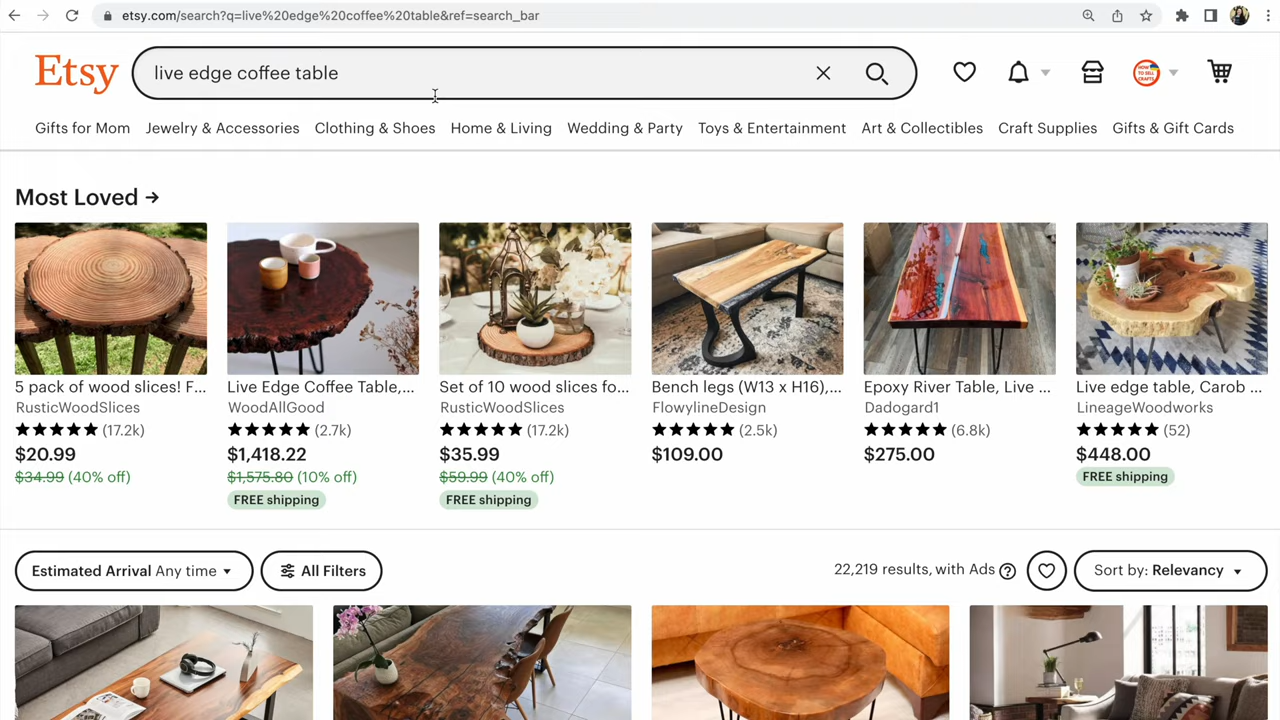 etsy.com/search?q=live%20edge%20coffee%20table&ref=search_bar
Etsy
live edge coffee table
HOW TO SELL CRAFTS
Gifts for Mom
Jewelry & Accessories
Clothing & Shoes
Home & Living
Wedding & Party
Toys & Entertainment
Art & Collectibles
Craft Supplies
Gifts & Gift Cards
Most Loved →
5 pack of wood slices! F...
RusticWoodSlices
★★★★★ (17.2k)
$20.99
$34.99 (40% off)
Live Edge Coffee Table,...
WoodAllGood
★★★★★ (2.7k)
$1,418.22
$1,575.80 (10% off)
FREE shipping
Set of 10 wood slices fo...
RusticWoodSlices
★★★★★ (17.2k)
$35.99
$59.99 (40% off)
FREE shipping
Bench legs (W13 x H16),...
FlowylineDesign
★★★★★ (2.5k)
$109.00
Epoxy River Table, Live ...
Dadogard1
★★★★★ (6.8k)
$275.00
Live edge table, Carob ...
LineageWoodworks
★★★★★ (52)
$448.00
FREE shipping
Estimated Arrival Any time
All Filters
22,219 results, with Ads ?
Sort by: Relevancy